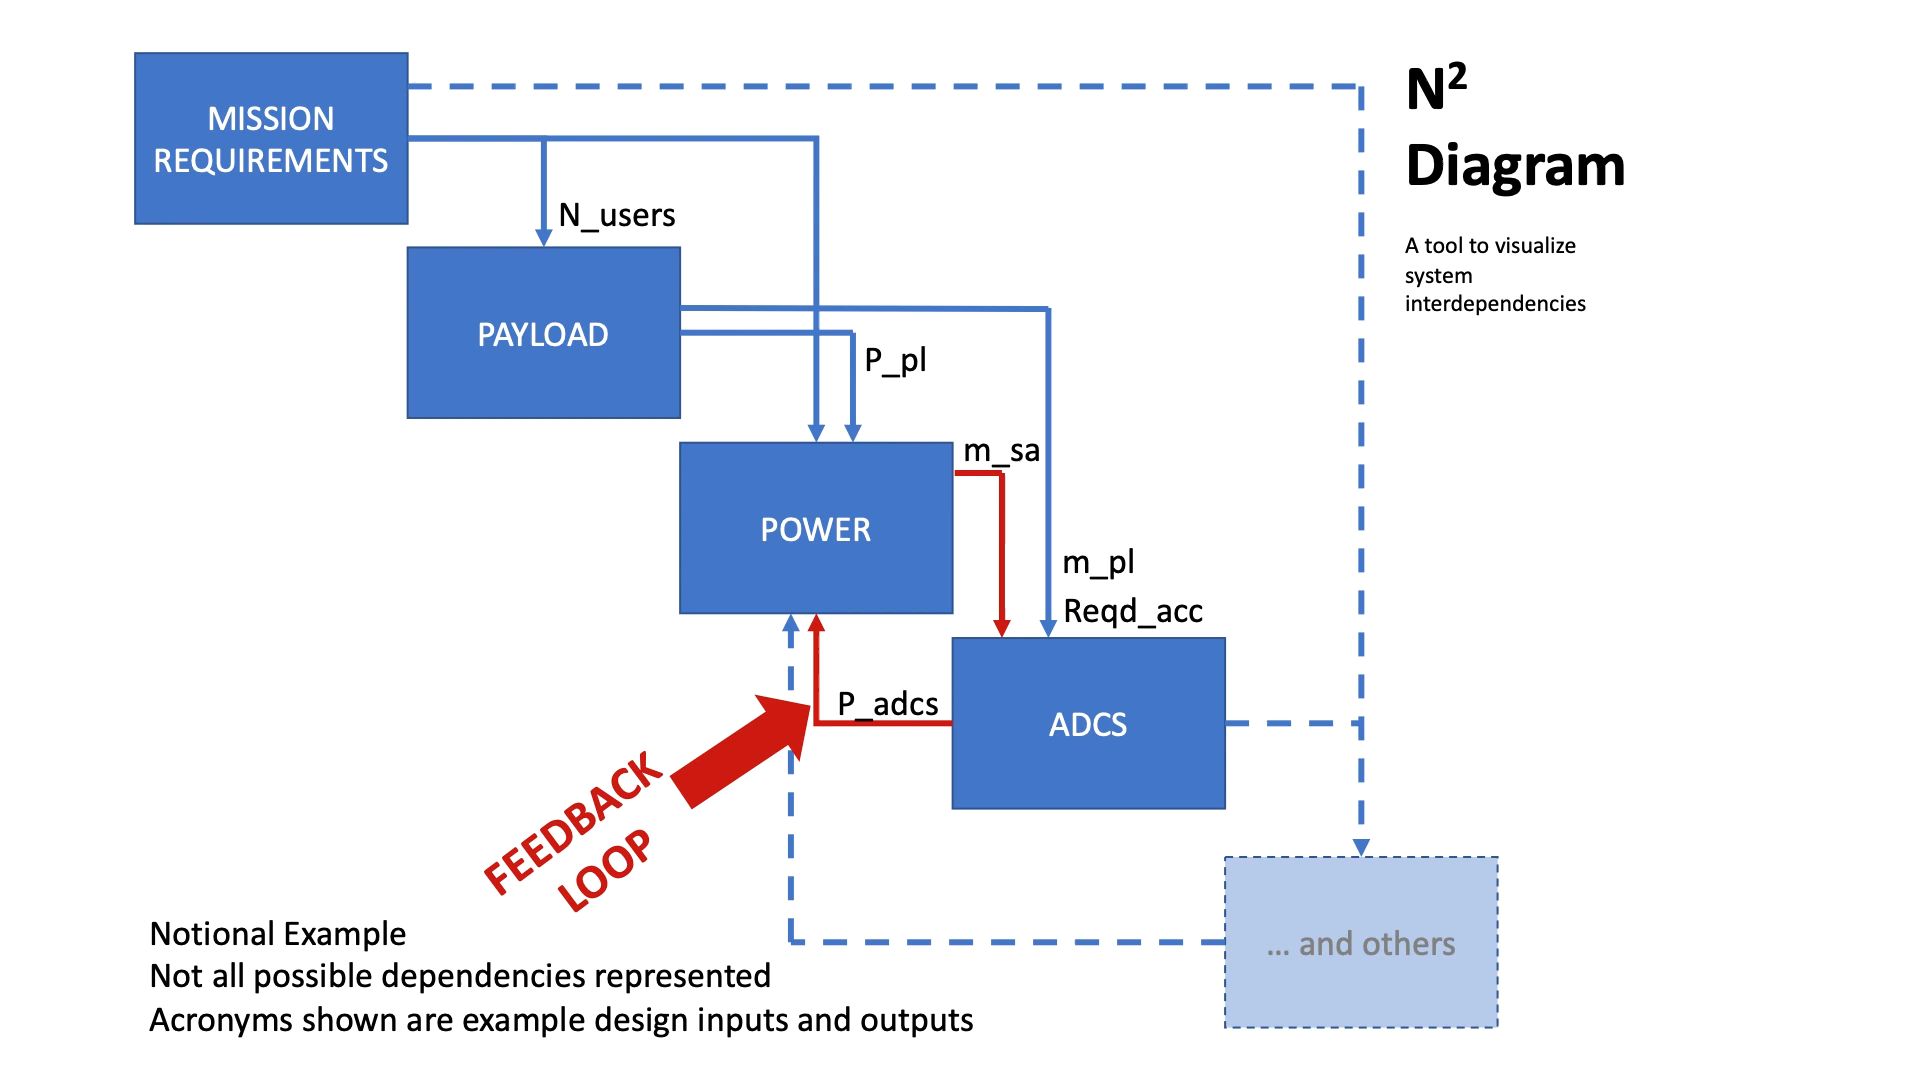 MISSION
REQUIREMENTS
N²
Diagram
A tool to visualize
system
interdependencies
N_users
PAYLOAD
P_pl
m_sa
POWER
m_pl
Reqd_acc
P_adcs
ADCS
FEEDBACK
LOOP
... and others
Notional Example
Not all possible dependencies represented
Acronyms shown are example design inputs and outputs